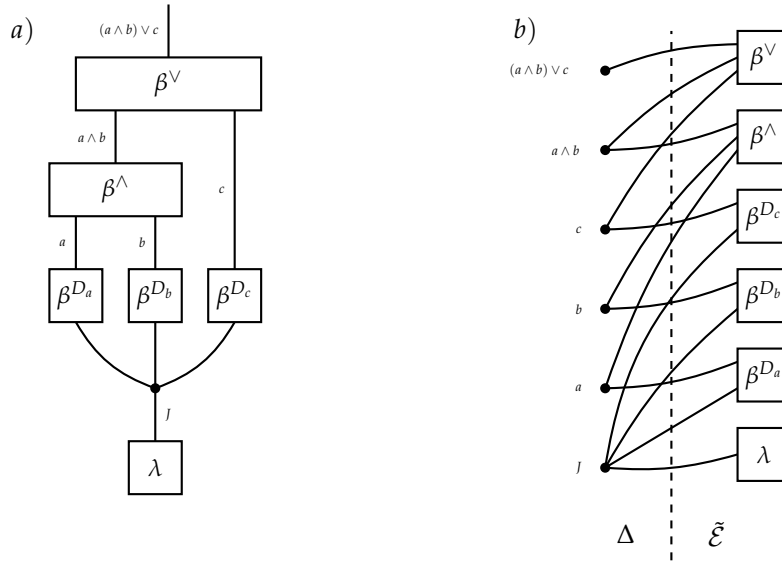 a)
(a ∧ b) ∨ c
β^∨
a ∧ b
c
β^∧
a b
β^{D_a} β^{D_b} β^{D_c}
J
λ
b)
(a ∧ b) ∨ c β^∨
a ∧ b β^∧
c β^{D_c}
b β^{D_b}
a β^{D_a}
J λ
Δ Ẽ